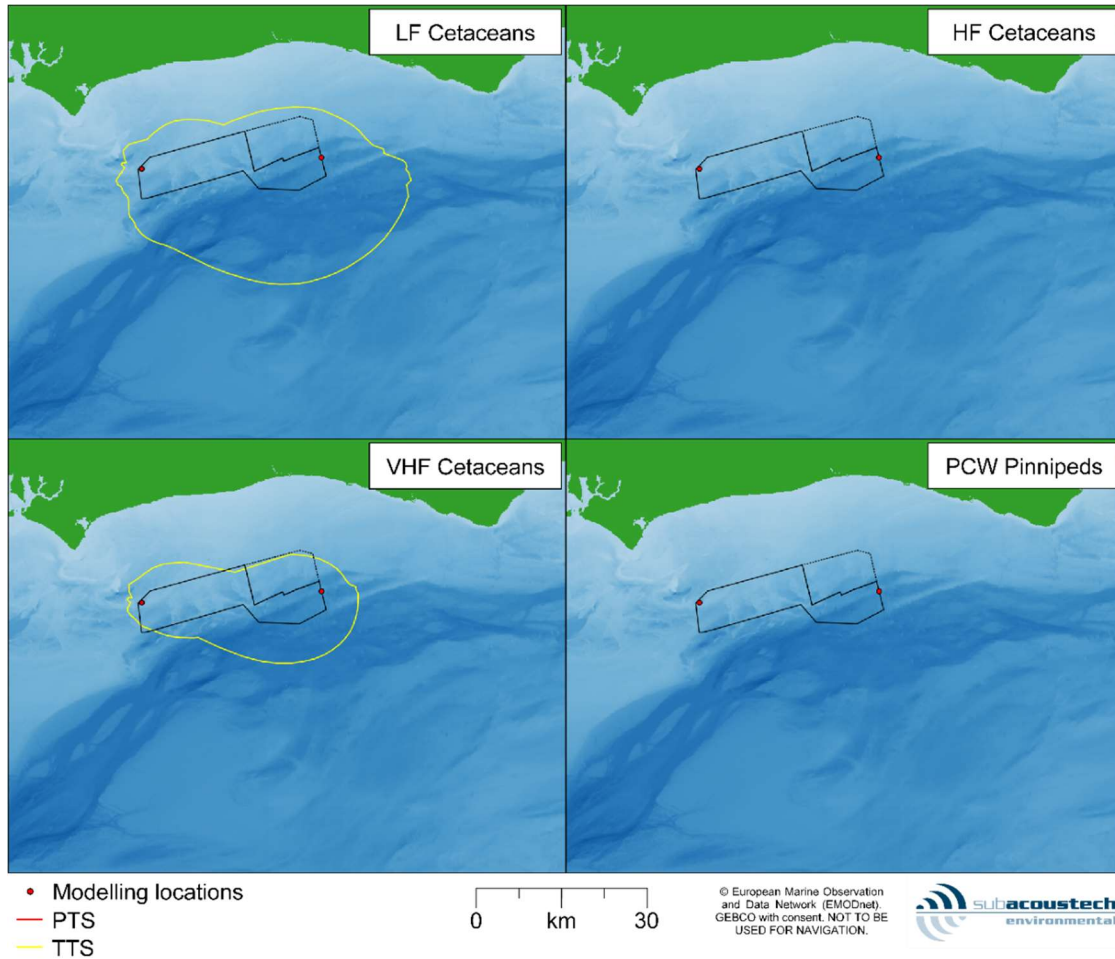 LF Cetaceans
HF Cetaceans
VHF Cetaceans
PCW Pinnipeds
Modelling locations
PTS
TTS
0 30
km
© European Marine Observation
and Data Network (EMODnet).
GEBCO with consent. NOT TO BE
USED FOR NAVIGATION.
subacoustech
environmental